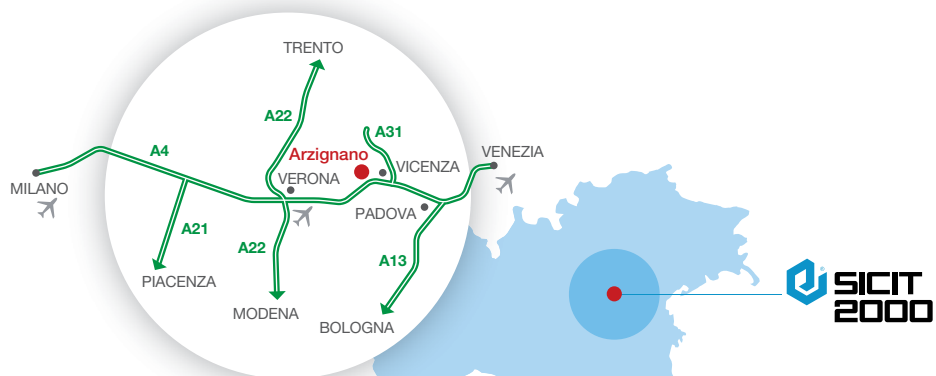 TRENTO
A22
A31
A4
Arzignano
VICENZA
VENEZIA
VERONA
MILANO
PADOVA
A21
A22
A13
PIACENZA
MODENA
BOLOGNA
SICIT
2000